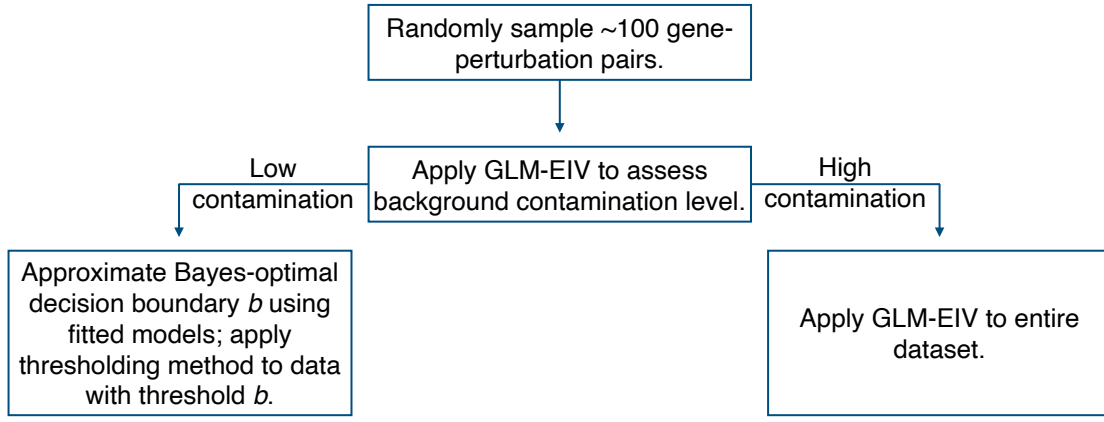 Randomly sample ~100 gene-
perturbation pairs.
Low
contamination
Apply GLM-EIV to assess
background contamination level.
High
contamination
Approximate Bayes-optimal
decision boundary b using
fitted models; apply
thresholding method to data
with threshold b.
Apply GLM-EIV to entire
dataset.